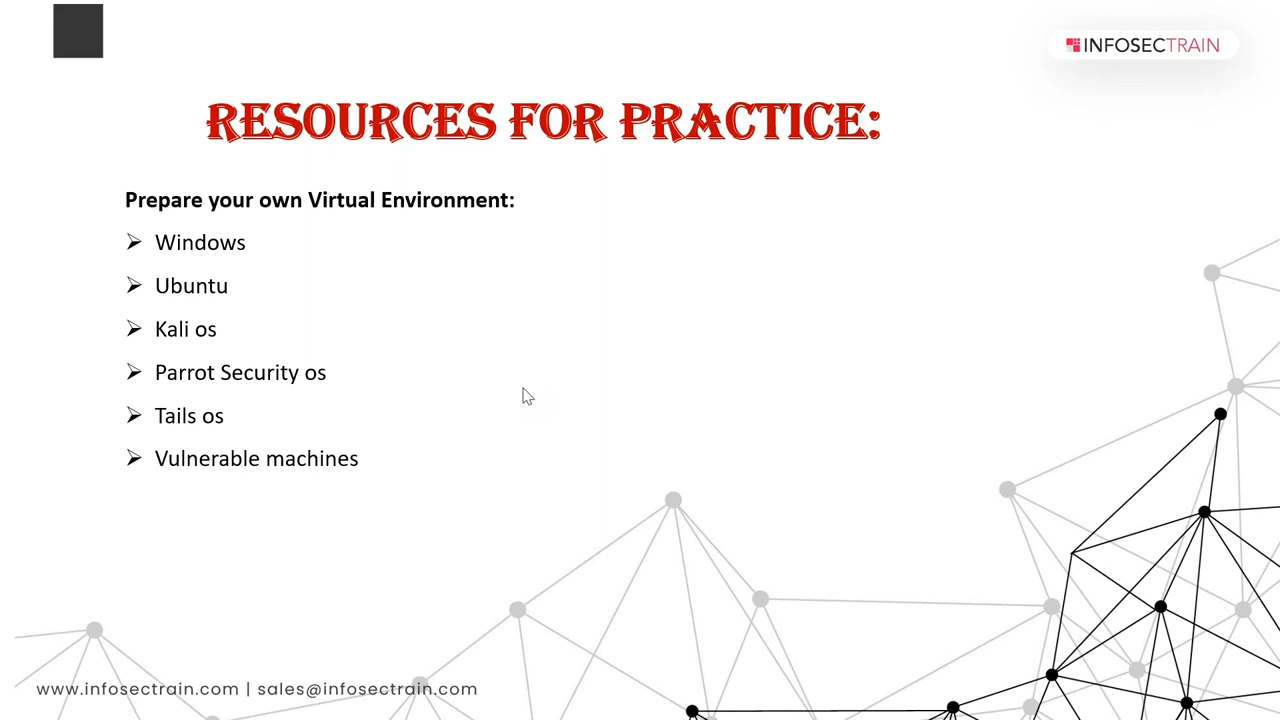 INFOSECTRAIN
RESOURCES FOR PRACTICE:
Prepare your own Virtual Environment:
Windows
Ubuntu
Kali os
Parrot Security os
Tails os
Vulnerable machines
www.infosectrain.com | sales@infosectrain.com